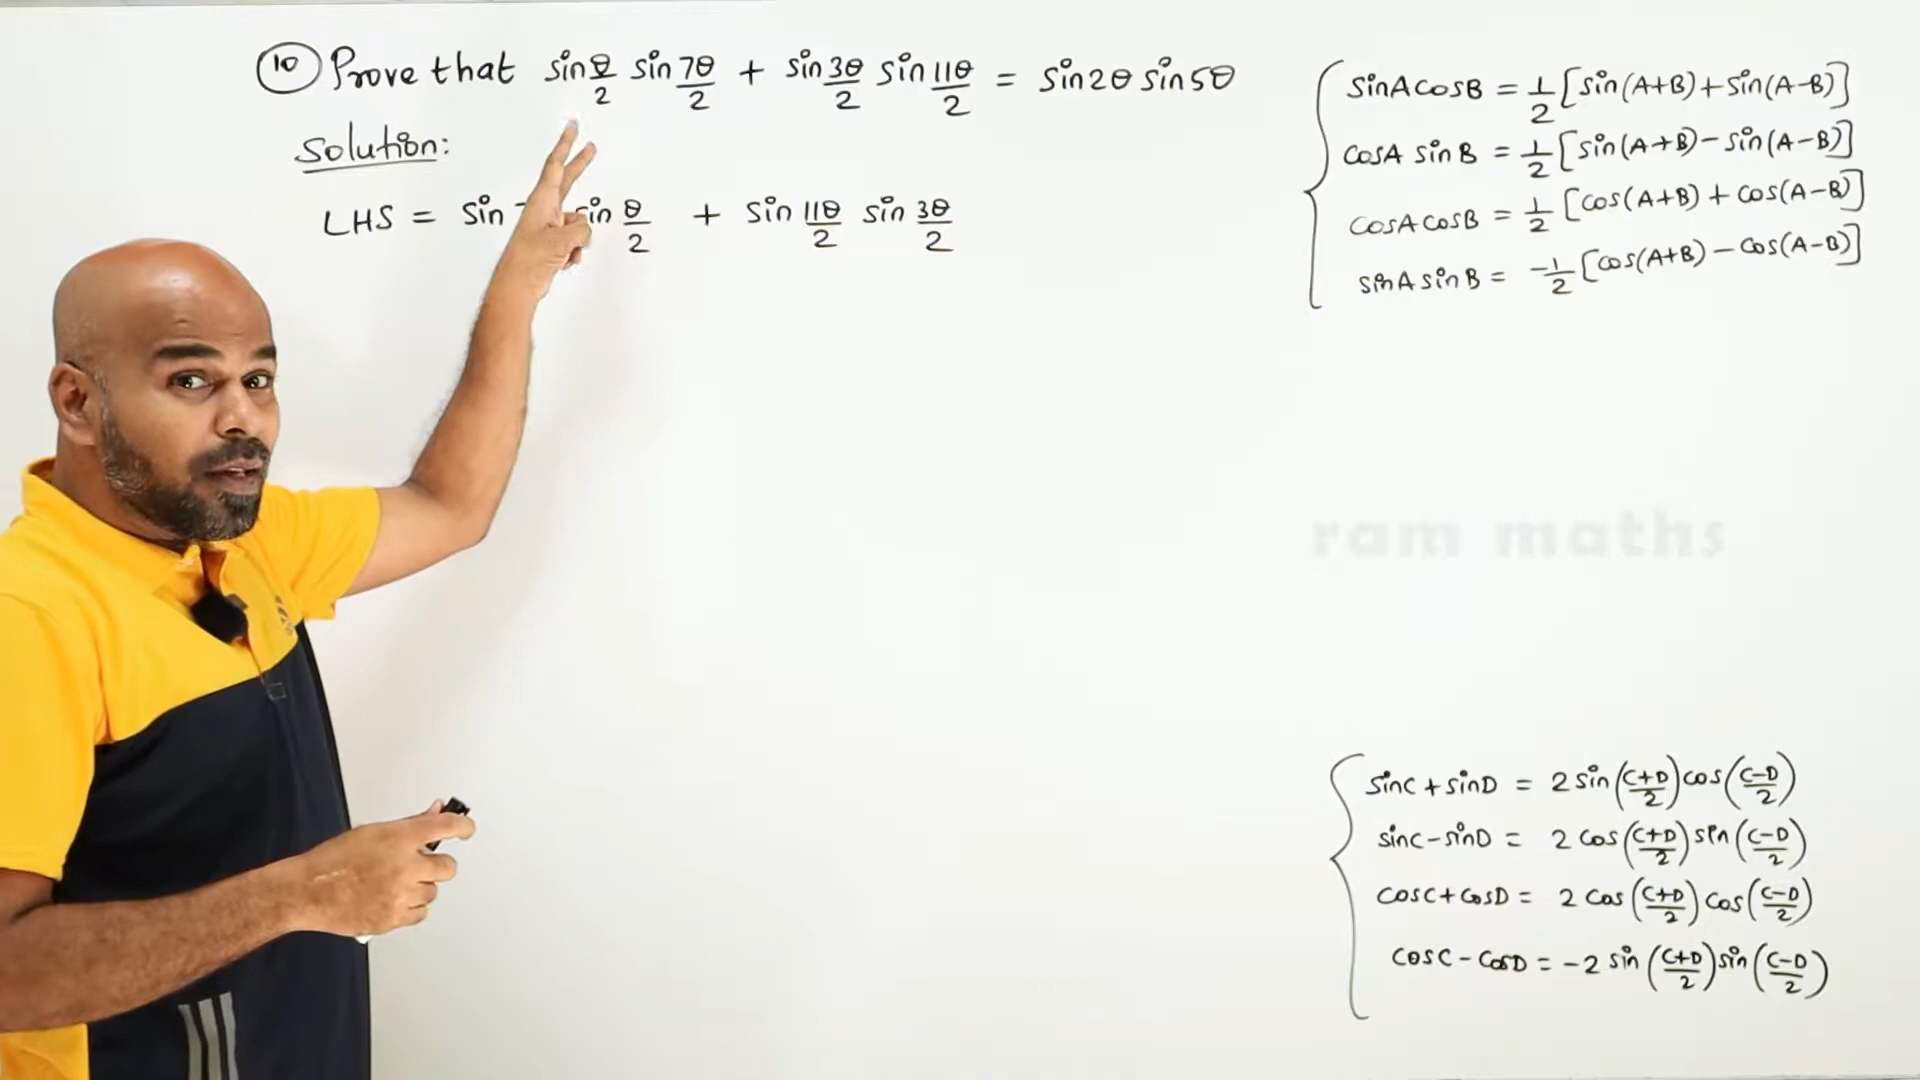 10 Prove that sin θ/2 sin 7θ/2 + sin 3θ/2 sin 11θ/2 = sin2θ sin5θ
Solution:
LHS = sin sin θ/2 + sin 11θ/2 sin 3θ/2
sinA cosB = 1/2 [sin(A+B)+sin(A-B)]
cosA sinB = 1/2 [sin(A+B)-sin(A-B)]
cosA cosB = 1/2 [cos(A+B) + cos(A-B)]
sinA sinB = -1/2 [cos(A+B) - cos(A-B)]
ram maths
sinC + sinD = 2 sin(C+D/2) cos(C-D/2)
sinC - sinD = 2 cos(C+D/2) sin(C-D/2)
cosC + cosD = 2 cos(C+D/2) cos(C-D/2)
cosC - cosD = -2 sin(C+D/2) sin(C-D/2)